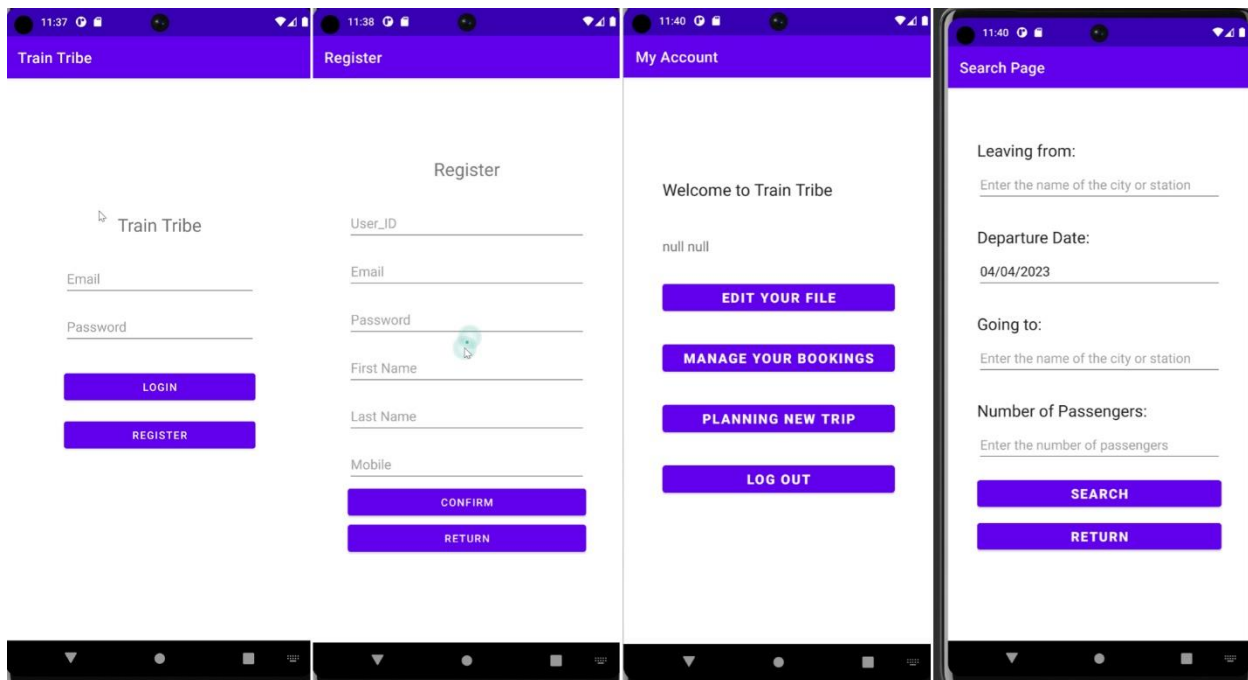 11:37
Train Tribe
Train Tribe
Email
Password
LOGIN
REGISTER
11:38
Register
Register
User_ID
Email
Password
First Name
Last Name
Mobile
CONFIRM
RETURN
11:40
My Account
Welcome to Train Tribe
null null
EDIT YOUR FILE
MANAGE YOUR BOOKINGS
PLANNING NEW TRIP
LOG OUT
11:40
Search Page
Leaving from:
Enter the name of the city or station
Departure Date:
04/04/2023
Going to:
Enter the name of the city or station
Number of Passengers:
Enter the number of passengers
SEARCH
RETURN